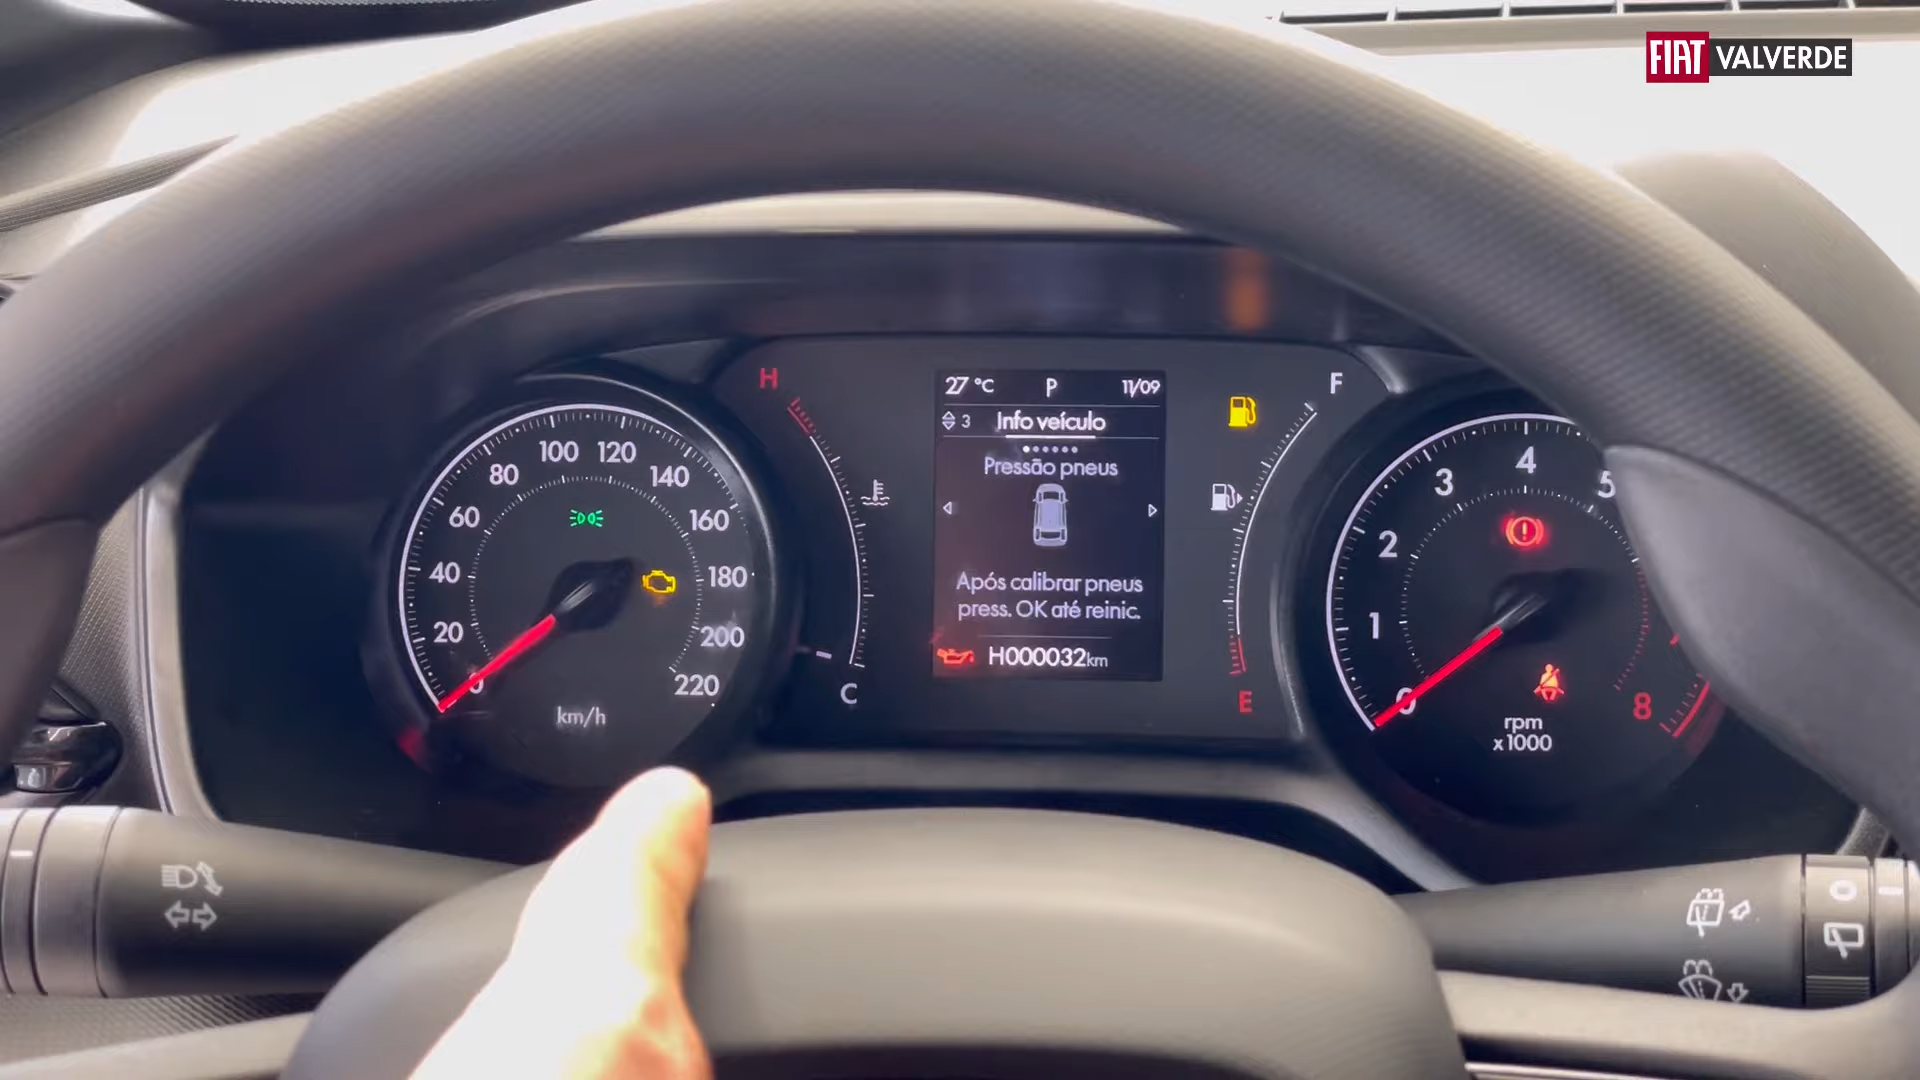 FIAT VALVERDE
H
27 °C P 11/09
3 Info veículo
Pressão pneus
Após calibrar pneus
press. OK até reinic.
H000032km
C
F
E
0
20
40
60
80
100
120
140
160
180
200
220
km/h
0
1
2
3
4
5
8
rpm
x1000